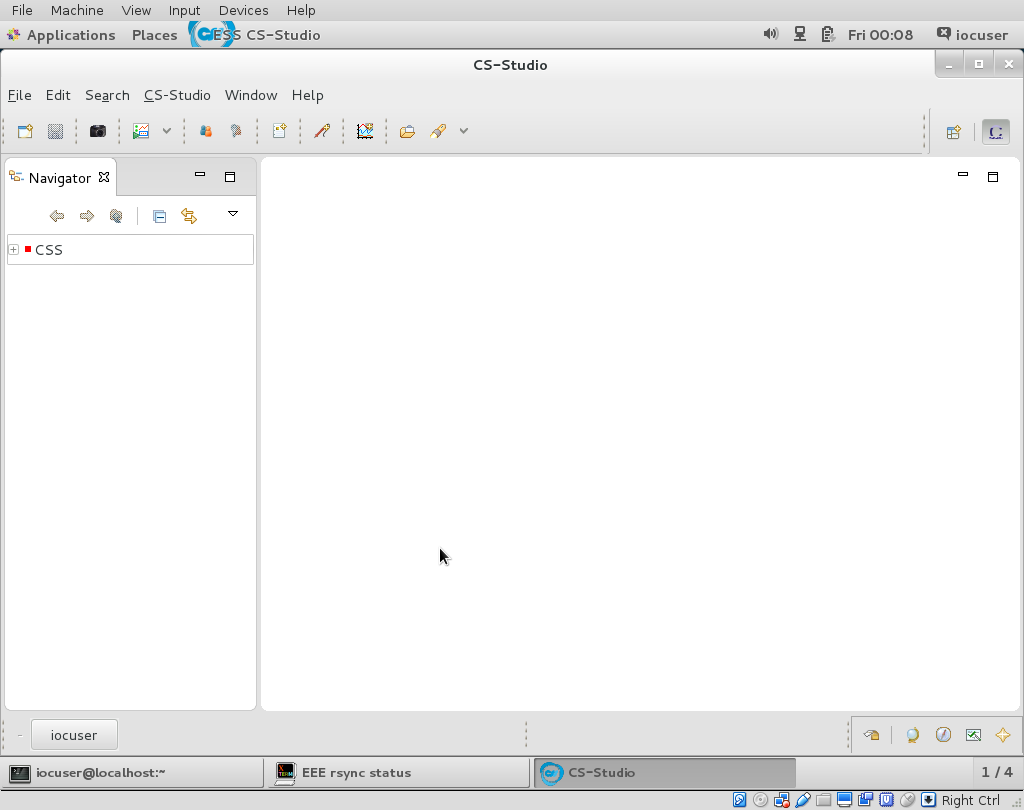 File Machine View Input Devices Help
Applications Places ESS CS-Studio Fri 00:08 iocuser
CS-Studio
File Edit Search CS-Studio Window Help
Navigator
CSS
iocuser
iocuser@localhost:~ EEE rsync status CS-Studio 1 / 4
Right Ctrl